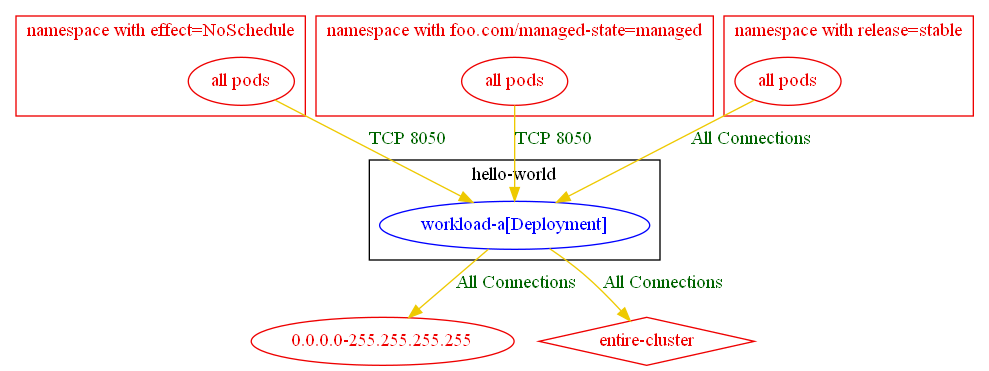 namespace with effect=NoSchedule
namespace with foo.com/managed-state=managed
namespace with release=stable
all pods
all pods
all pods
TCP 8050
TCP 8050
All Connections
hello-world
workload-a[Deployment]
All Connections
All Connections
0.0.0.0-255.255.255.255
entire-cluster